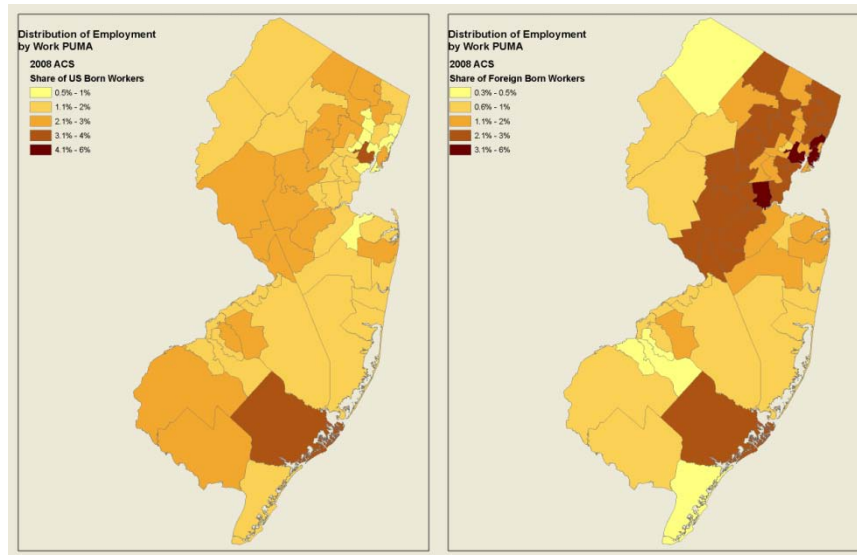 Distribution of Employment
by Work PUMA
2008 ACS
Share of US Born Workers
0.5% - 1%
1.1% - 2%
2.1% - 3%
3.1% - 4%
4.1% - 6%
Distribution of Employment
by Work PUMA
2008 ACS
Share of Foreign Born Workers
0.3% - 0.5%
0.6% - 1%
1.1% - 2%
2.1% - 3%
3.1% - 6%